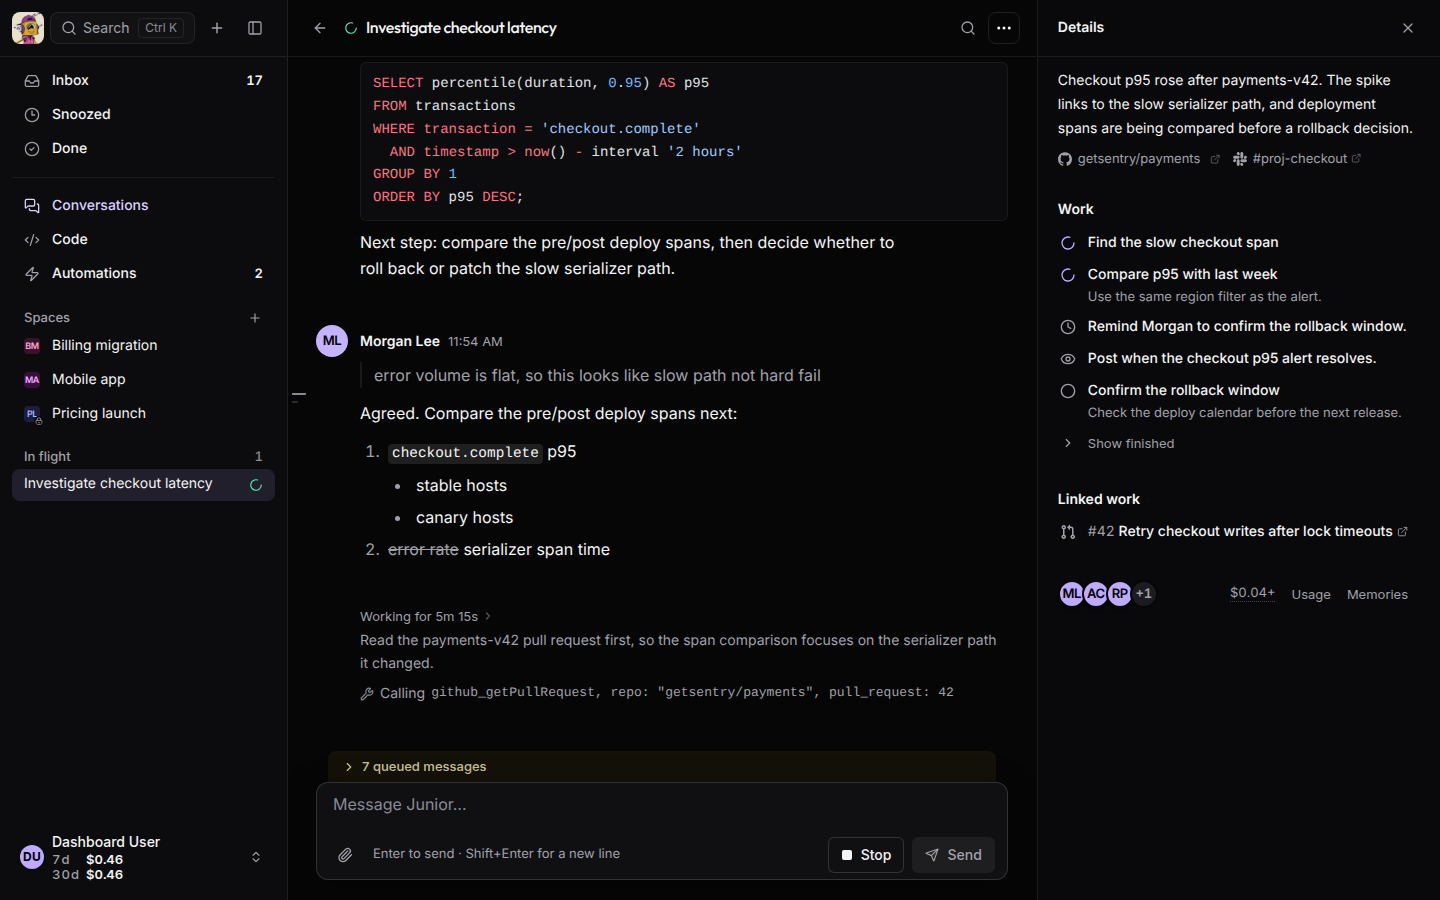 Search Ctrl K
Inbox 17
Snoozed
Done
Conversations
Code
Automations 2
Spaces
BM Billing migration
MA Mobile app
PL Pricing launch
In flight 1
Investigate checkout latency
DU Dashboard User
7d $0.46
30d $0.46
Investigate checkout latency
SELECT percentile(duration, 0.95) AS p95
FROM transactions
WHERE transaction = 'checkout.complete'
AND timestamp > now() - interval '2 hours'
GROUP BY 1
ORDER BY p95 DESC;
Next step: compare the pre/post deploy spans, then decide whether to
roll back or patch the slow serializer path.
ML Morgan Lee 11:54 AM
error volume is flat, so this looks like slow path not hard fail
Agreed. Compare the pre/post deploy spans next:
1. checkout.complete p95
• stable hosts
• canary hosts
2. error rate serializer span time
Working for 5m 15s
Read the payments-v42 pull request first, so the span comparison focuses on the serializer path
it changed.
Calling github_getPullRequest, repo: "getsentry/payments", pull_request: 42
7 queued messages
Message Junior...
Enter to send · Shift+Enter for a new line
Stop
Send
Details
Checkout p95 rose after payments-v42. The spike
links to the slow serializer path, and deployment
spans are being compared before a rollback decision.
getsentry/payments #proj-checkout
Work
Find the slow checkout span
Compare p95 with last week
Use the same region filter as the alert.
Remind Morgan to confirm the rollback window.
Post when the checkout p95 alert resolves.
Confirm the rollback window
Check the deploy calendar before the next release.
Show finished
Linked work
#42 Retry checkout writes after lock timeouts
ML AC RP +1 $0.04+ Usage Memories